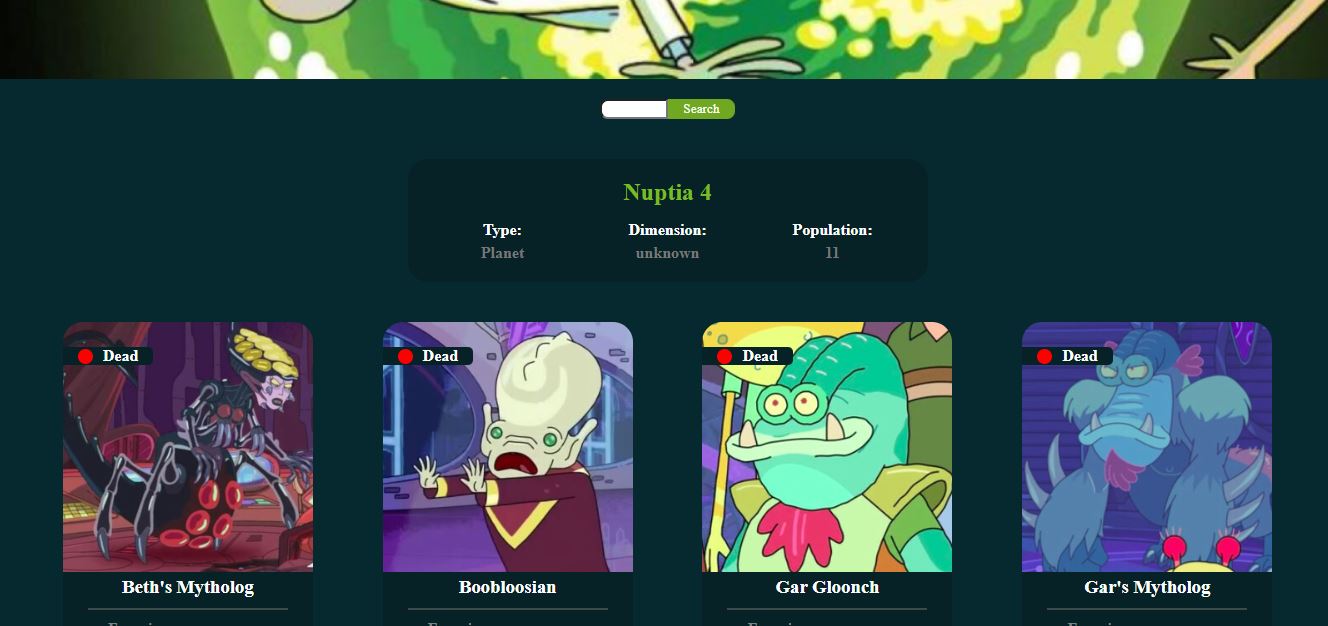 Search
Nuptia 4
Type: Dimension: Population:
Planet unknown 11
Dead Dead Dead Dead
Beth's Mytholog Boobloosian Gar Gloonch Gar's Mytholog